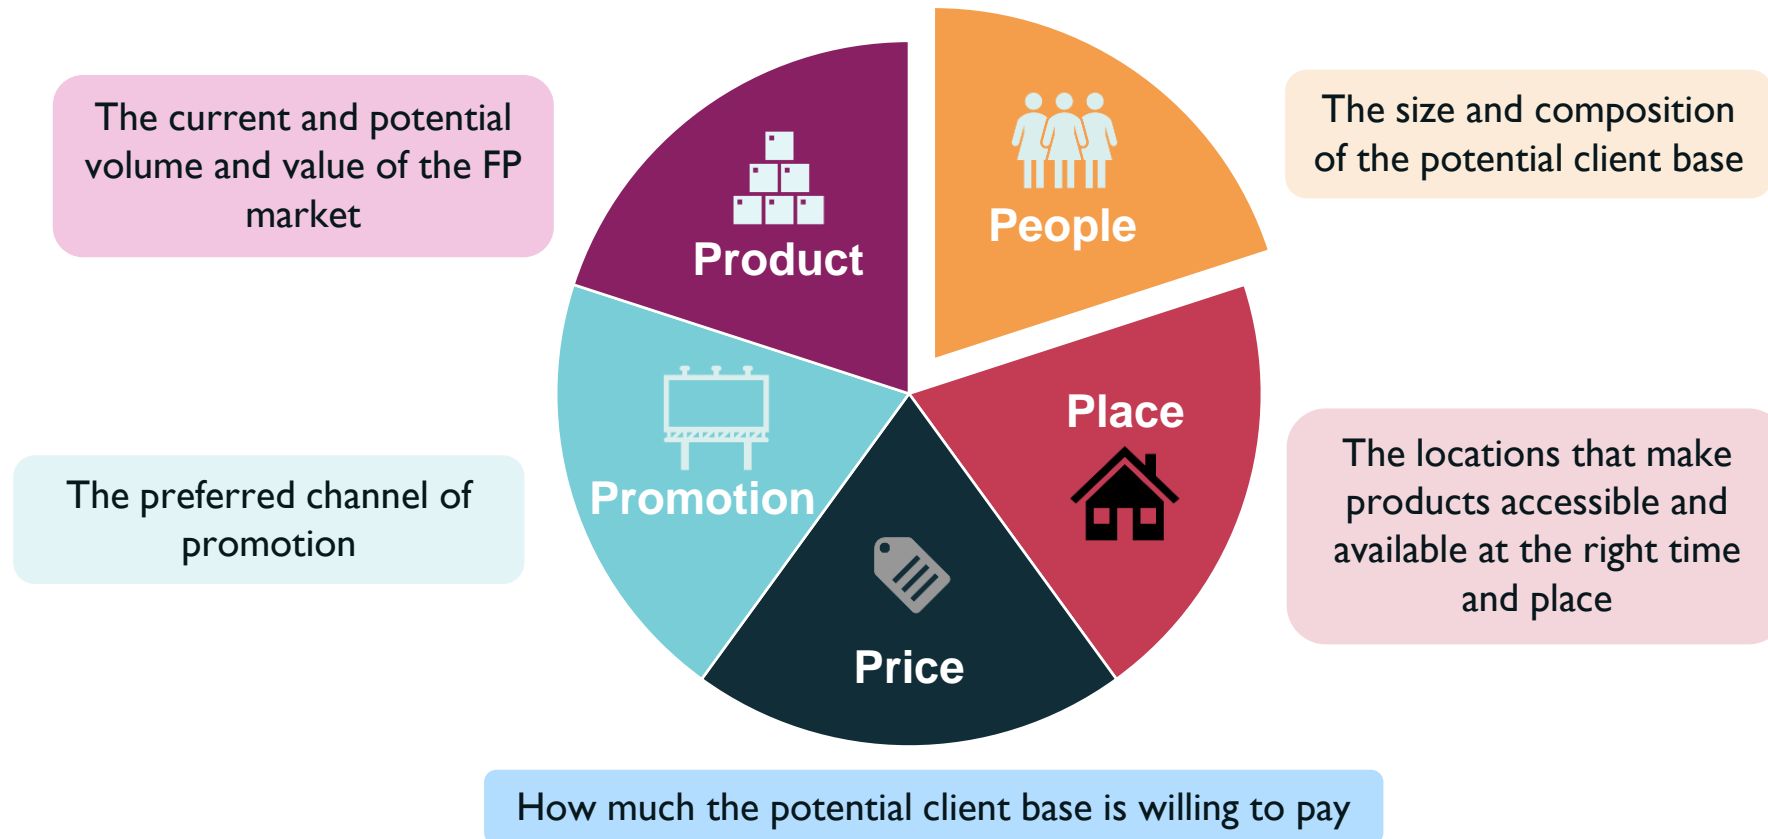 The current and potential
volume and value of the FP
market
Product
People
The size and composition
of the potential client base
Place
The locations that make
products accessible and
available at the right time
and place
Price
How much the potential client base is willing to pay
Promotion
The preferred channel of
promotion